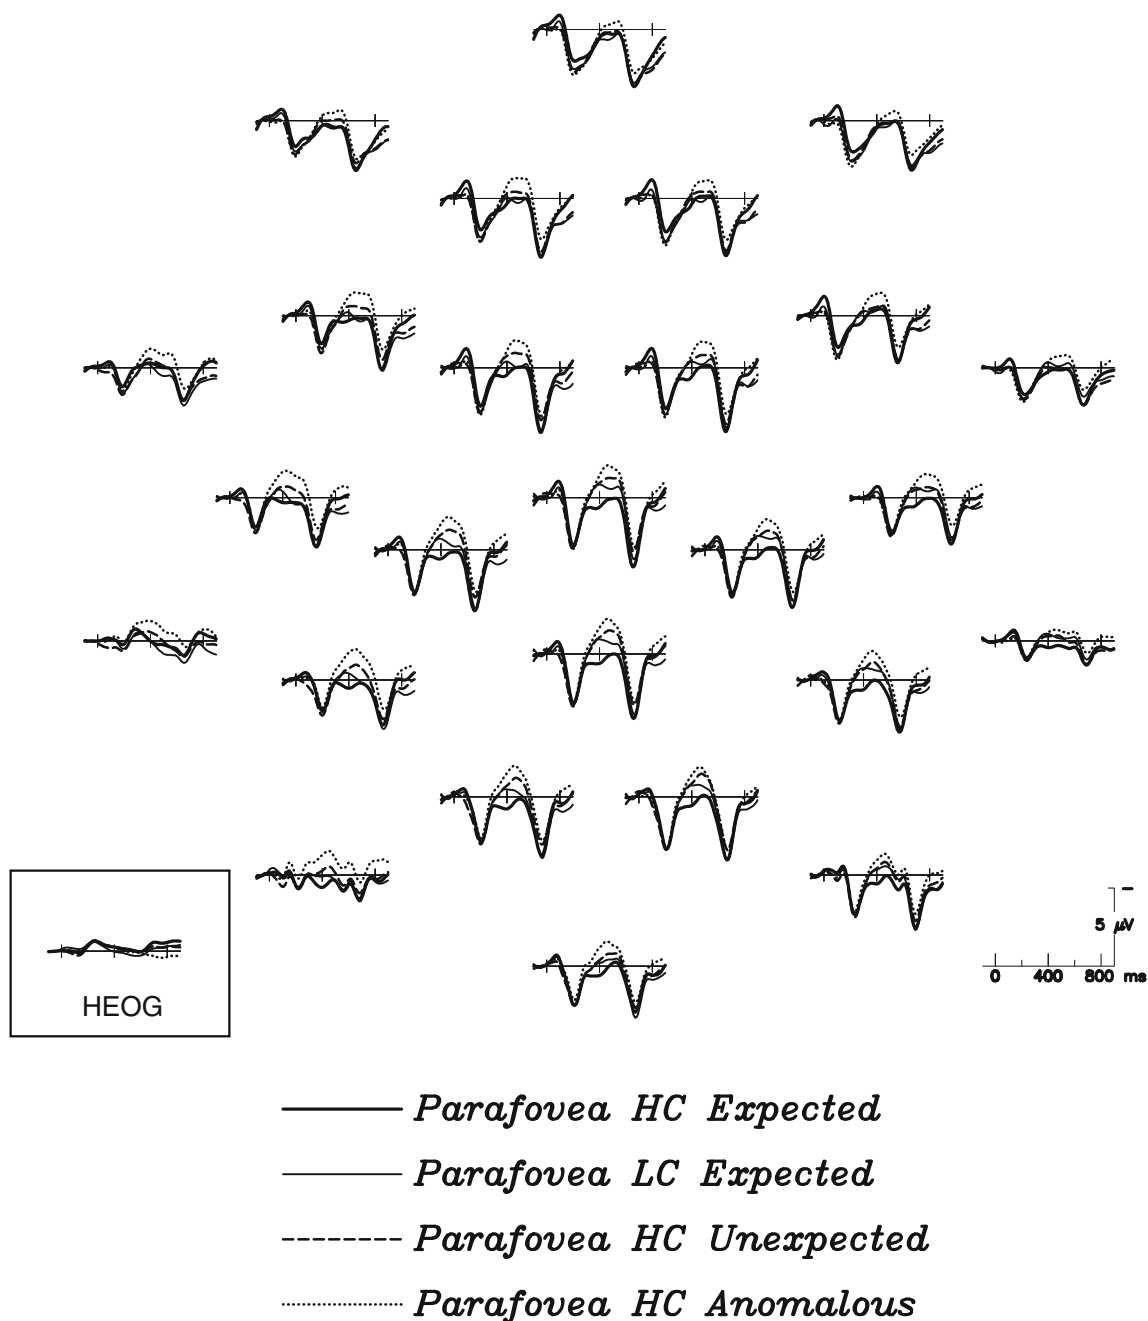 HEOG
5 μV
0 400 800 ms
Parafovea HC Expected
Parafovea LC Expected
Parafovea HC Unexpected
Parafovea HC Anomalous